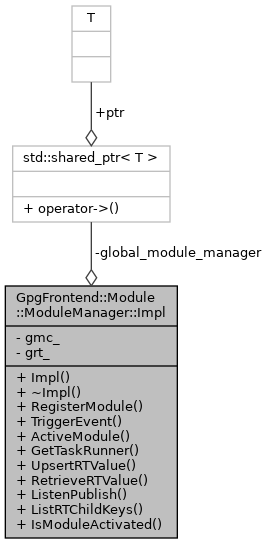 T
+ptr
std::shared_ptr< T >
+ operator->()
-global_module_manager
GpgFrontend::Module
::ModuleManager::Impl
- gmc_
- grt_
+ Impl()
+ ~Impl()
+ RegisterModule()
+ TriggerEvent()
+ ActiveModule()
+ GetTaskRunner()
+ UpsertRTValue()
+ RetrieveRTValue()
+ ListenPublish()
+ ListRTChildKeys()
+ IsModuleActivated()